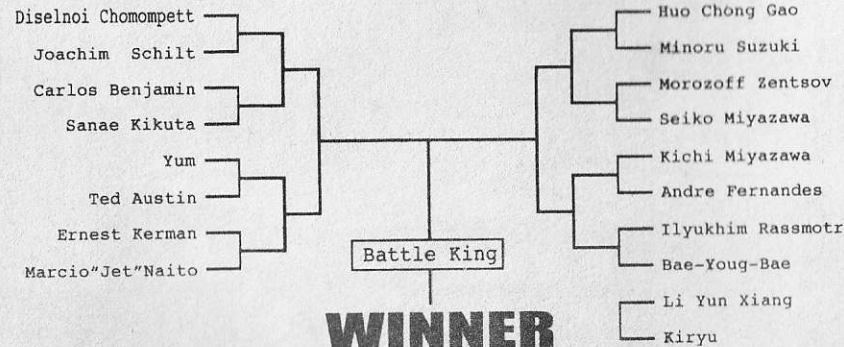 Diselnoi Chomompett
Joachim Schilt
Carlos Benjamin
Sanae Kikuta
Yum
Ted Austin
Ernest Kerman
Marcio"Jet"Naito
Battle King
WINNER
Huo Chong Gao
Minoru Suzuki
Morozoff Zentsov
Seiko Miyazawa
Kichi Miyazawa
Andre Fernandes
Ilyukhim Rassmotr
Bae-Youg-Bae
Li Yun Xiang
Kiryu